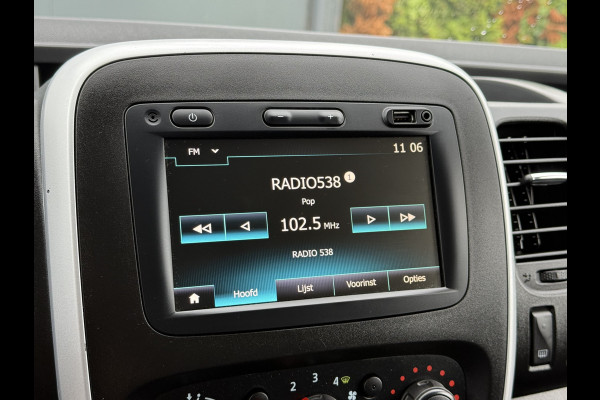 FM
11 06
RADIO538
Pop
102.5 MHz
RADIO 538
Hoofd
Lijst
Voorinst
Opties
2 3 4